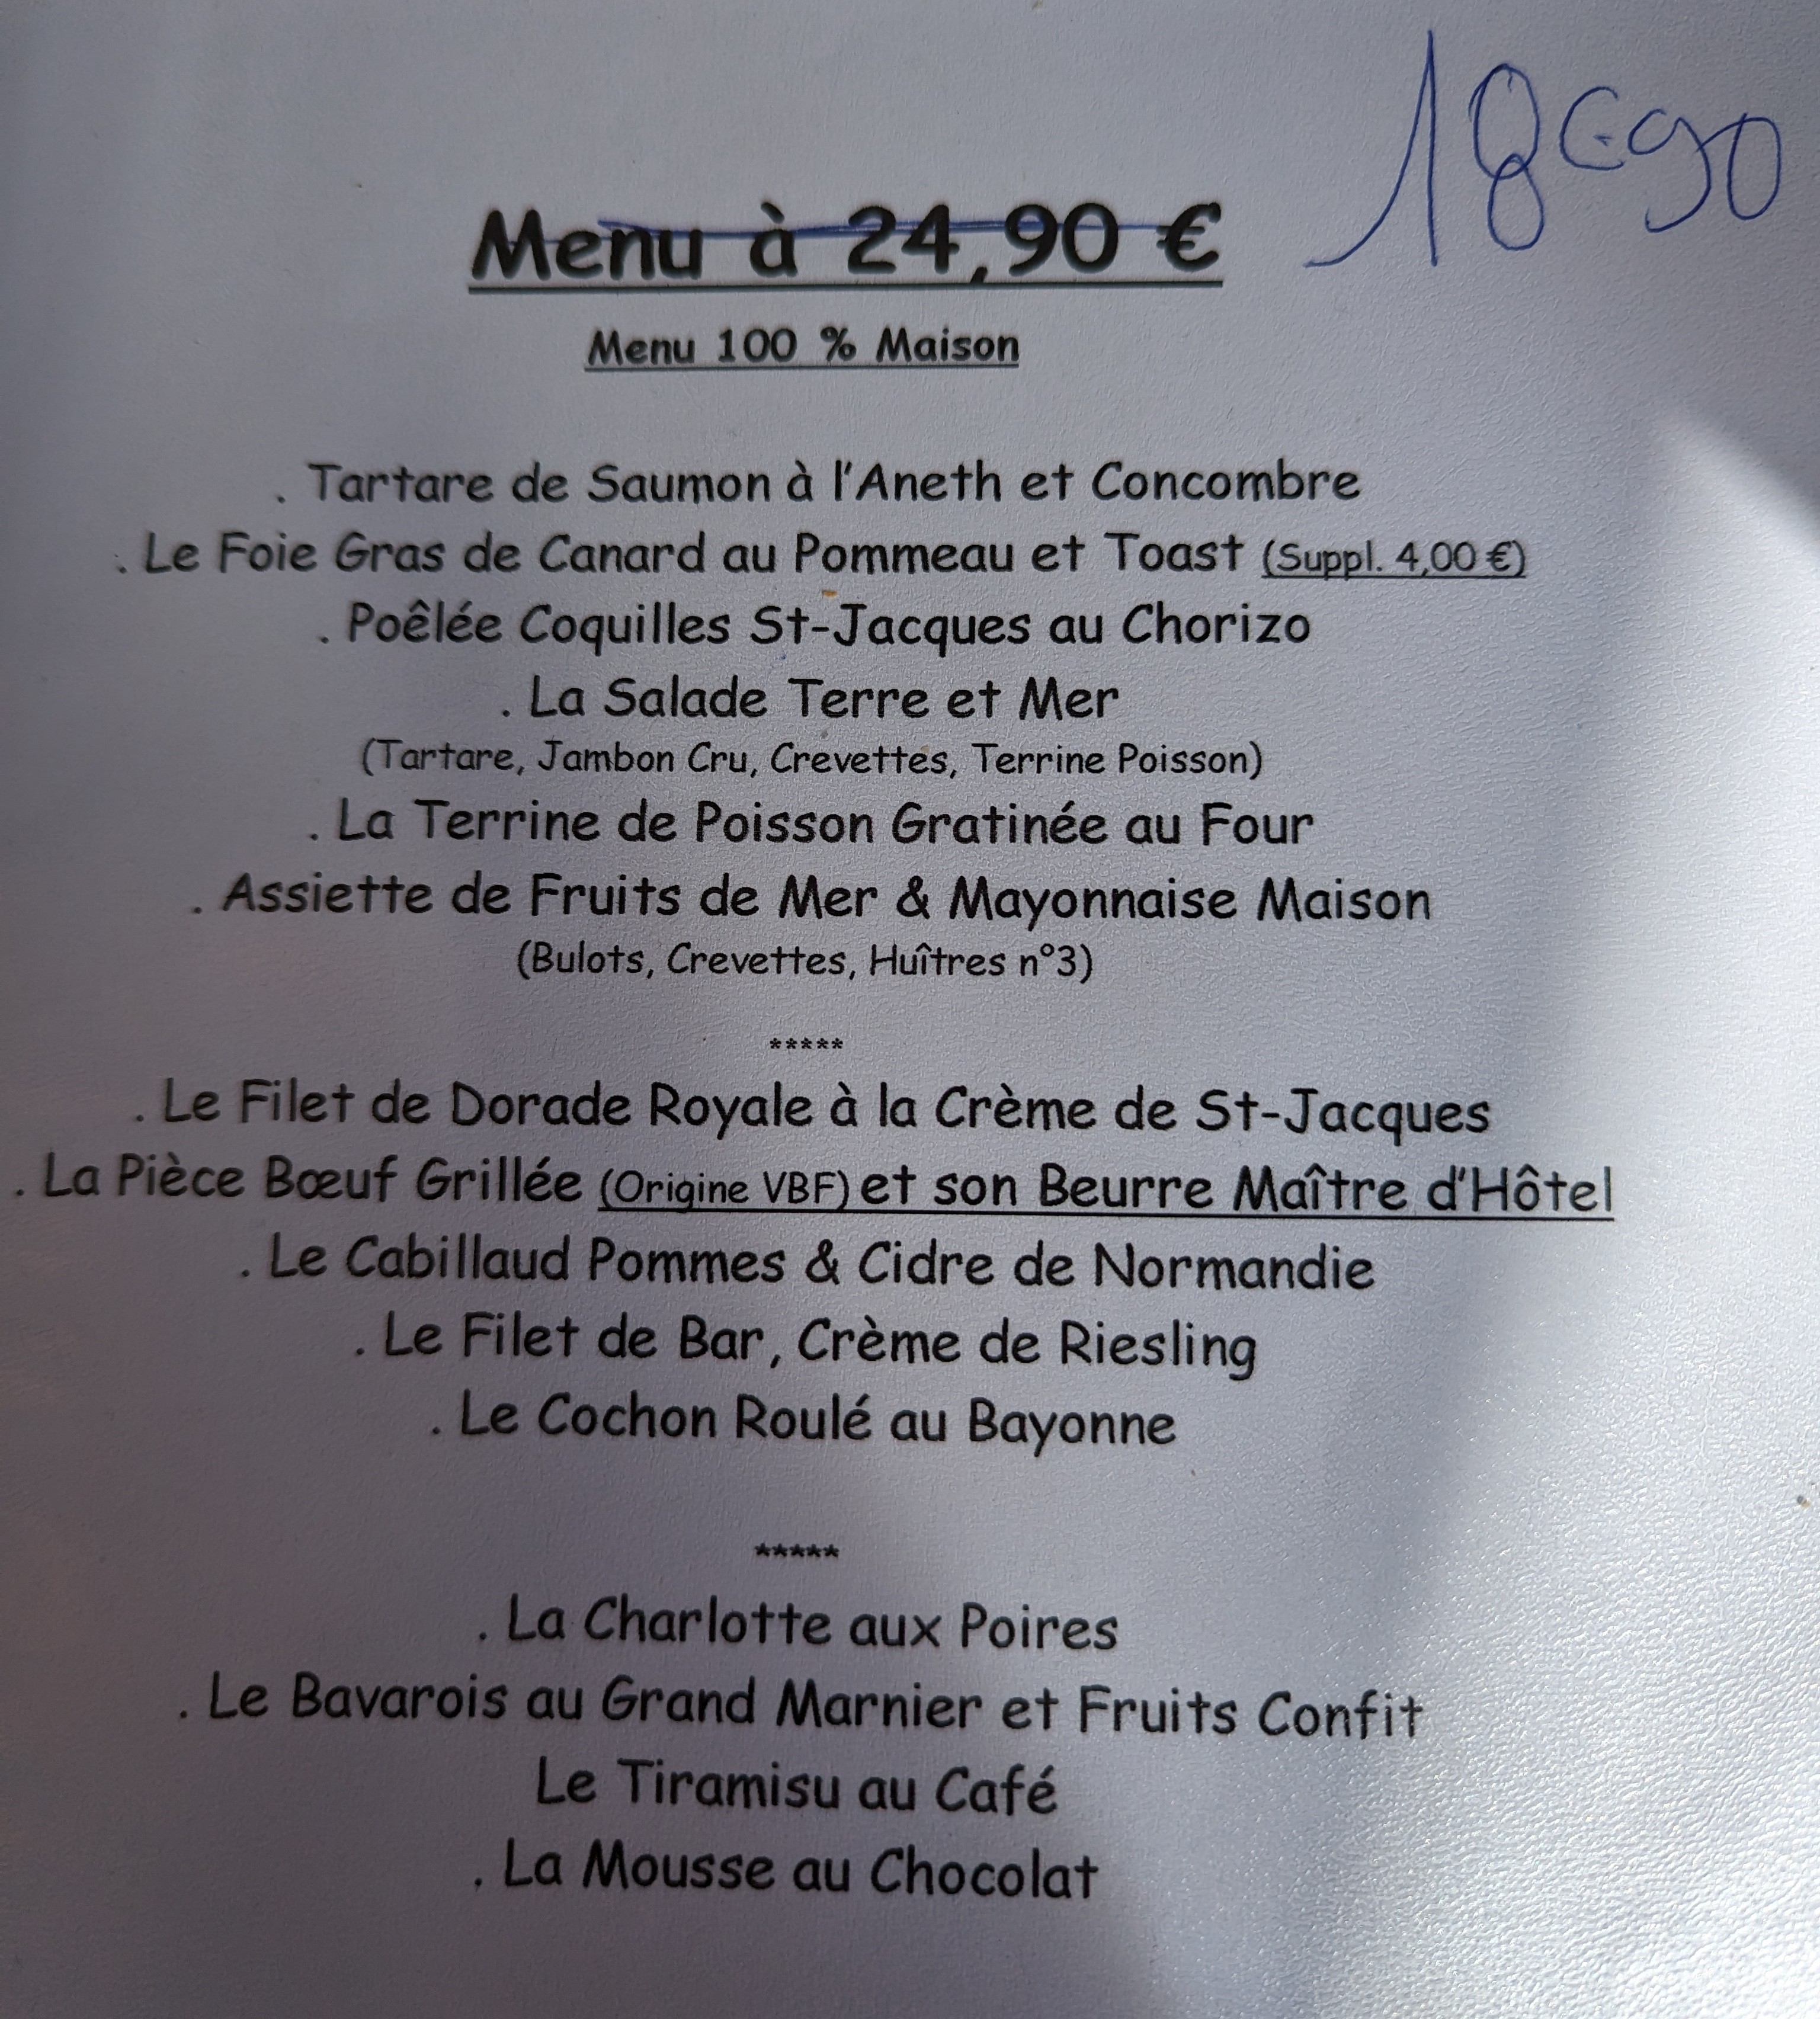 18€90
Menu à 24,90 €
Menu 100 % Maison
. Tartare de Saumon à l'Aneth et Concombre
. Le Foie Gras de Canard au Pommeau et Toast (Suppl. 4,00 €)
. Poêlée Coquilles St-Jacques au Chorizo
. La Salade Terre et Mer
(Tartare, Jambon Cru, Crevettes, Terrine Poisson)
. La Terrine de Poisson Gratinée au Four
. Assiette de Fruits de Mer & Mayonnaise Maison
(Bulots, Crevettes, Huîtres n°3)
*****
. Le Filet de Dorade Royale à la Crème de St-Jacques
. La Pièce Bœuf Grillée (Origine VBF) et son Beurre Maître d'Hôtel
. Le Cabillaud Pommes & Cidre de Normandie
. Le Filet de Bar, Crème de Riesling
. Le Cochon Roulé au Bayonne
*****
. La Charlotte aux Poires
. Le Bavarois au Grand Marnier et Fruits Confit
Le Tiramisu au Café
. La Mousse au Chocolat